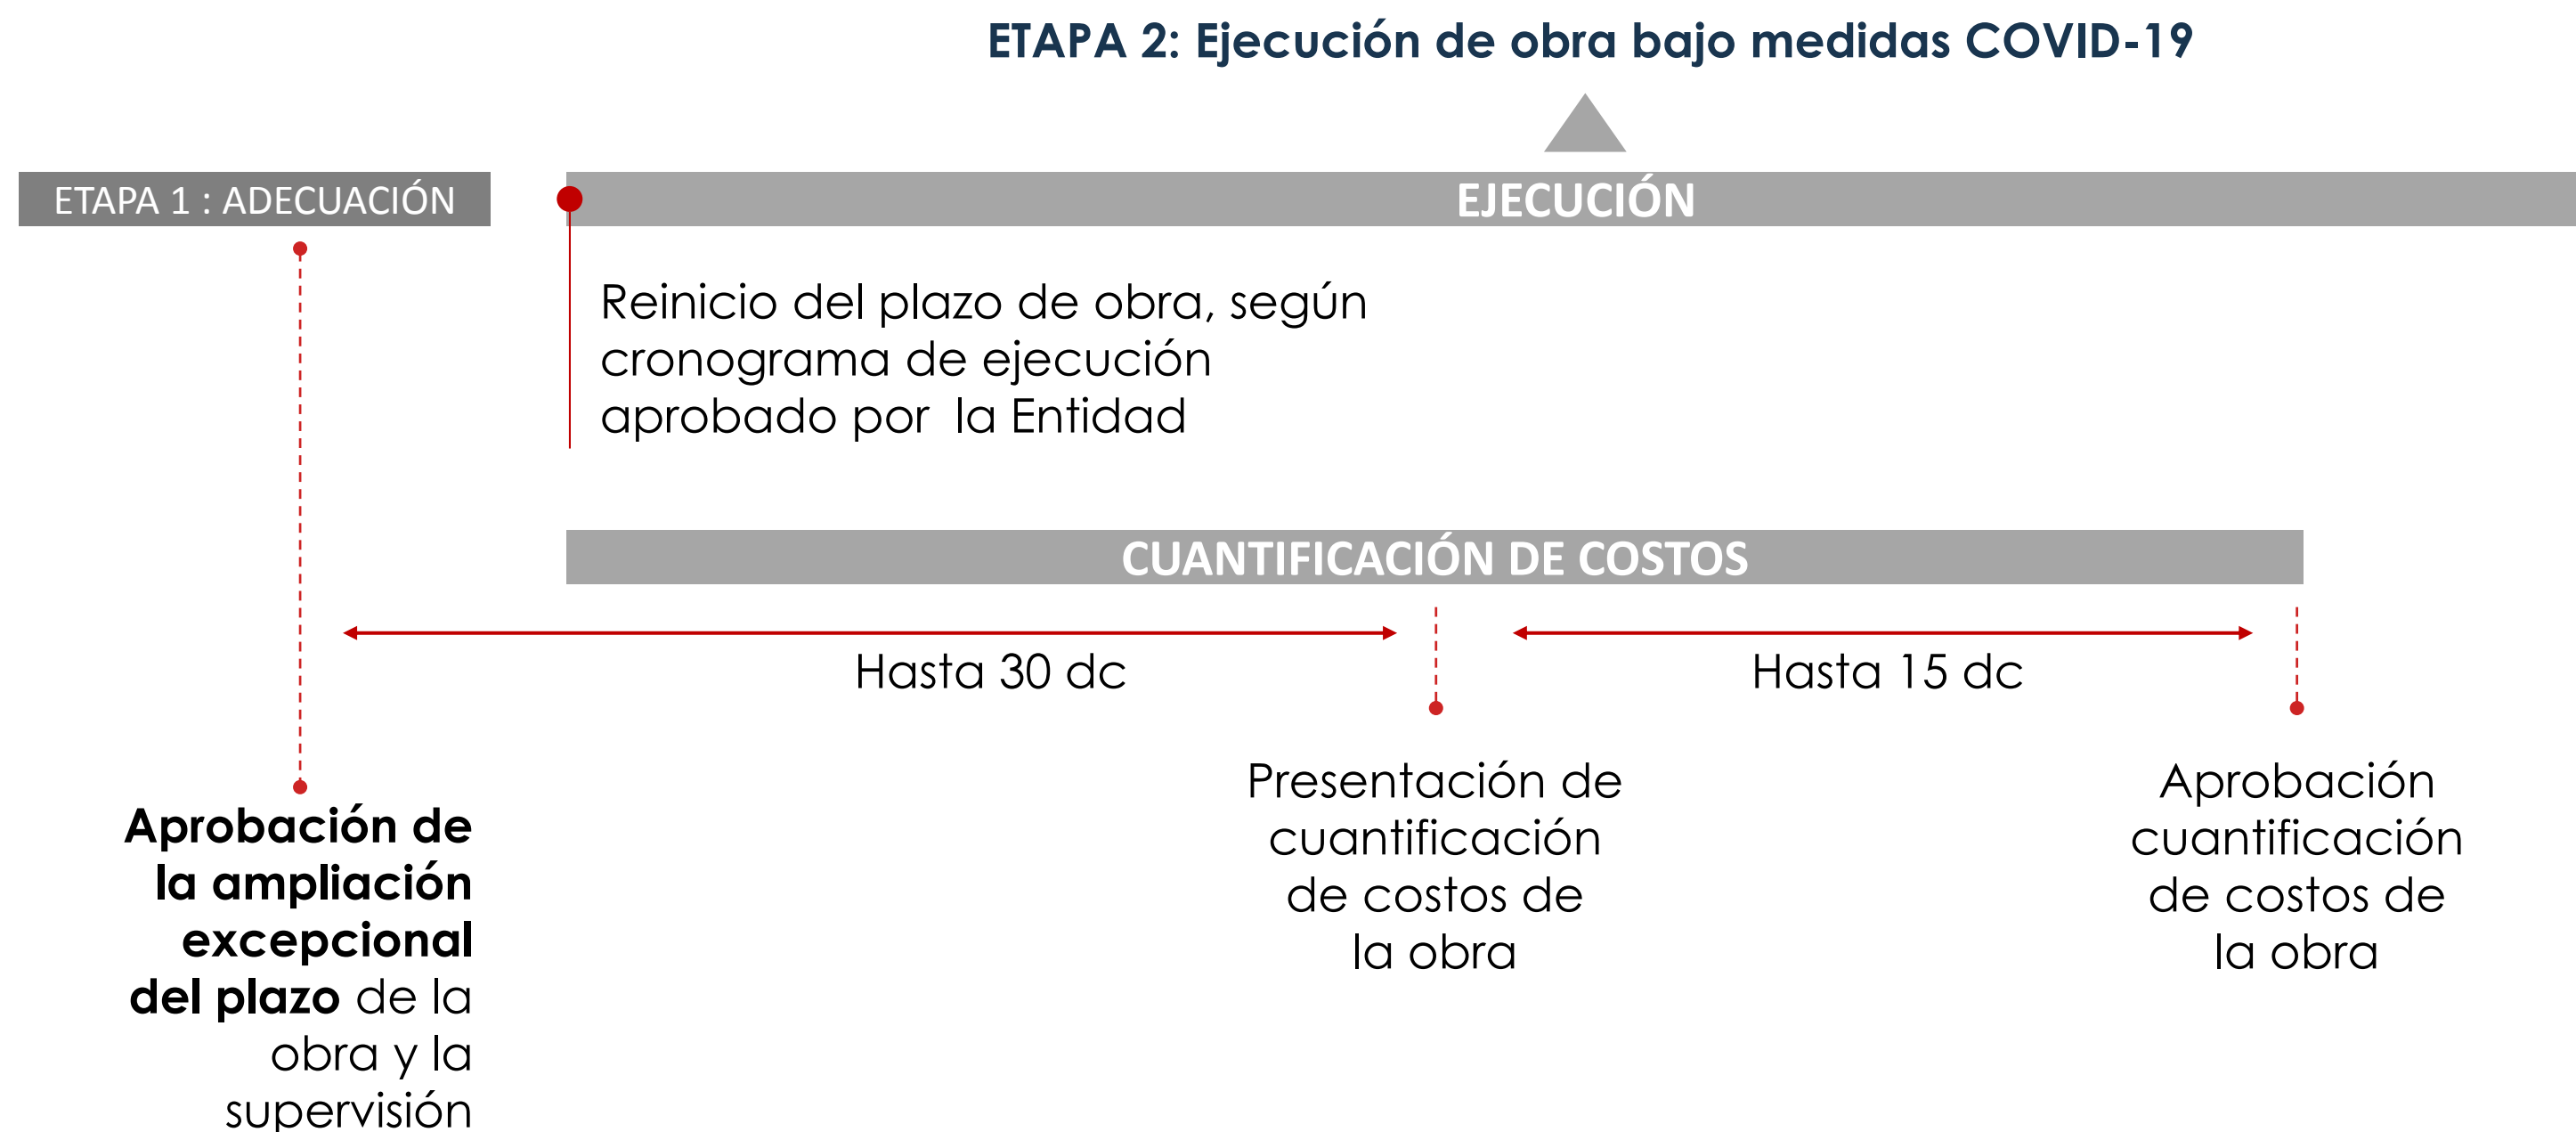 ETAPA 2: Ejecución de obra bajo medidas COVID-19
ETAPA 1 : ADECUACIÓN
EJECUCIÓN
Reinicio del plazo de obra, según
cronograma de ejecución
aprobado por la Entidad
CUANTIFICACIÓN DE COSTOS
Hasta 30 dc
Hasta 15 dc
Aprobación de
la ampliación
excepcional
del plazo de la
obra y la
supervisión
Presentación de
cuantificación
de costos de
la obra
Aprobación
cuantificación
de costos de
la obra